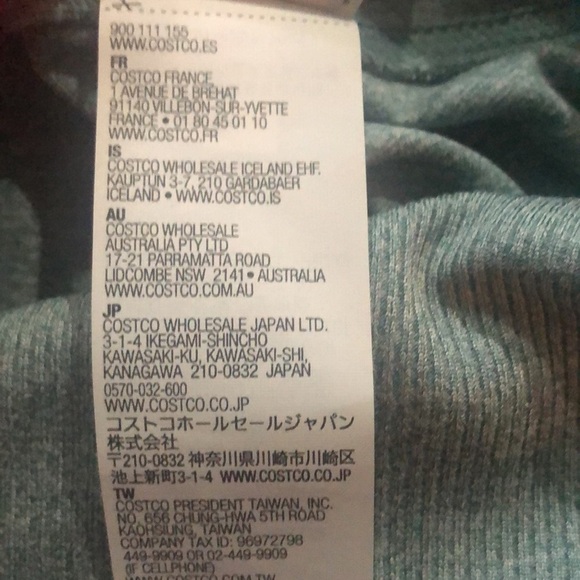 900 111 155
WWW.COSTCO.ES
FR
COSTCO FRANCE
1 AVENUE DE BRÉHAT
91140 VILLEBON-SUR-YVETTE
FRANCE • 01 80 45 01 10
WWW.COSTCO.FR
IS
COSTCO WHOLESALE ICELAND EHF.
KAUPTÚN 3-7, 210 GARDABAER
ICELAND • WWW.COSTCO.IS
AU
COSTCO WHOLESALE
AUSTRALIA PTY LTD
17-21 PARRAMATTA ROAD
LIDCOMBE NSW 2141• AUSTRALIA
WWW.COSTCO.COM.AU
JP
COSTCO WHOLESALE JAPAN LTD.
3-1-4 IKEGAMI-SHINCHO
KAWASAKI-KU, KAWASAKI-SHI,
KANAGAWA 210-0832 JAPAN
0570-032-600
WWW.COSTCO.CO.JP
コストコホールセールジャパン
株式会社
〒210-0832 神奈川県川崎市川崎区
池上新町3-1-4 WWW.COSTCO.CO.JP
TW
COSTCO PRESIDENT TAIWAN, INC.
NO. 656 CHUNG-HWA 5TH ROAD
KAOHSIUNG, TAIWAN
COMPANY TAX ID: 96972798
449-9909 OR 02-449-9909
(IF CELLPHONE)
WWW.COSTCO.COM.TW